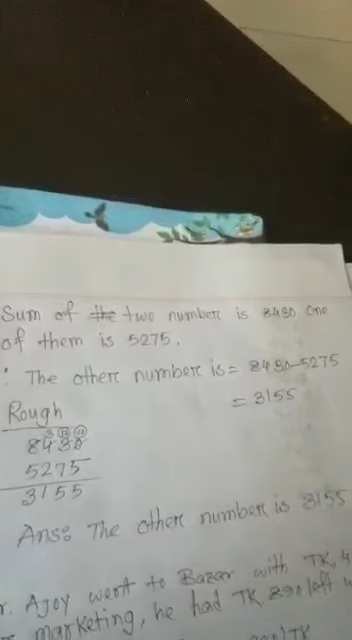 Sum of the two number is 8430 One
of them is 5275.
The other number is = 8430-5275
= 3155
Rough
8430
5275
3155
Ans: The other number is 3155
r. Ajoy went to Bazar with TK. 4
marketing, he had TK 890 left